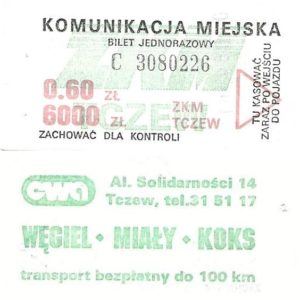 KOMUNIKACJA MIEJSKA
BILET JEDNORAZOWY
C 3080226
0.60 ZŁ
6000 ZŁ
ZKM
TCZEW
TCZEW
ZACHOWAĆ DLA KONTROLI
TU KASOWAĆ
ZARAZ PO WEJŚCIU
DO POJAZDU
ewa
Al. Solidarności 14
Tczew, tel.31 51 17
WĘGIEL • MIAŁY • KOKS
transport bezpłatny do 100 km